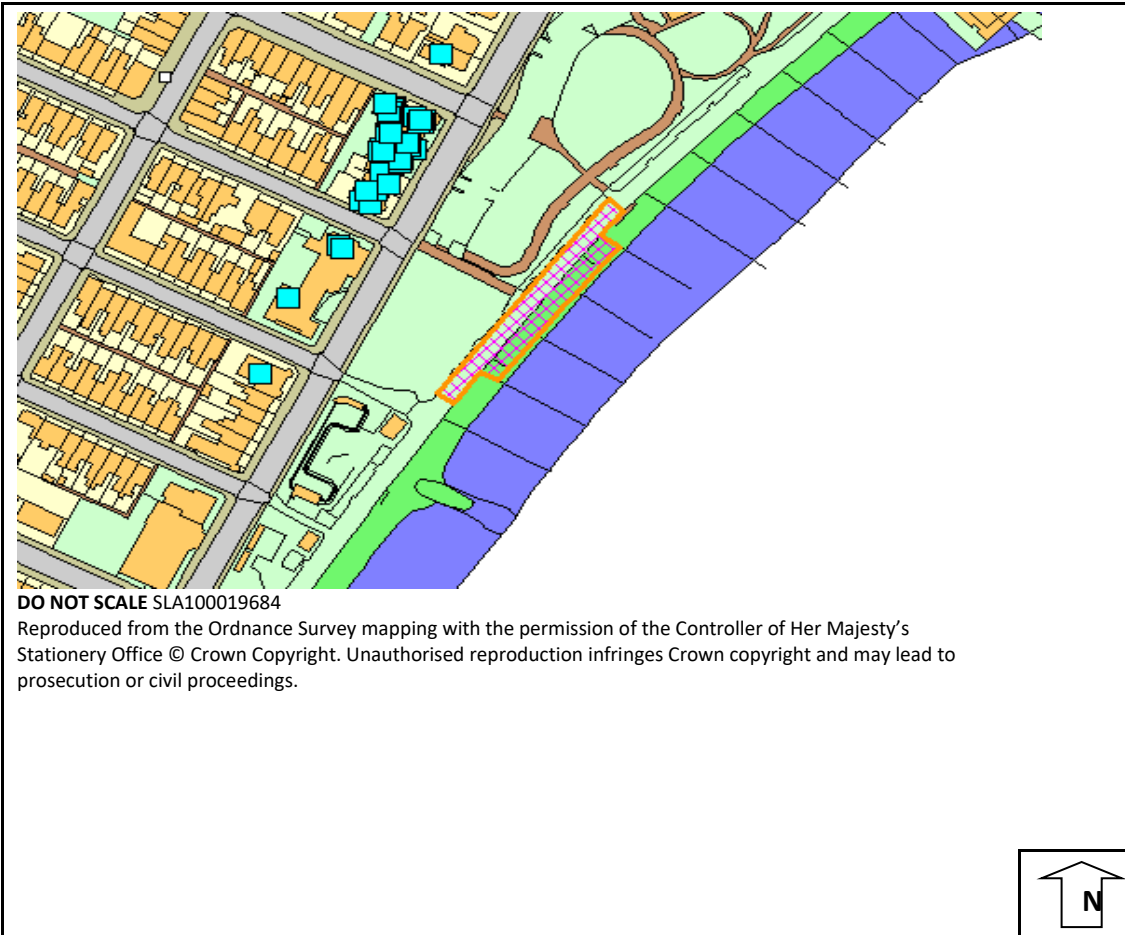 DO NOT SCALE SLA100019684
Reproduced from the Ordnance Survey mapping with the permission of the Controller of Her Majesty’s
Stationery Office © Crown Copyright. Unauthorised reproduction infringes Crown copyright and may lead to
prosecution or civil proceedings.
N